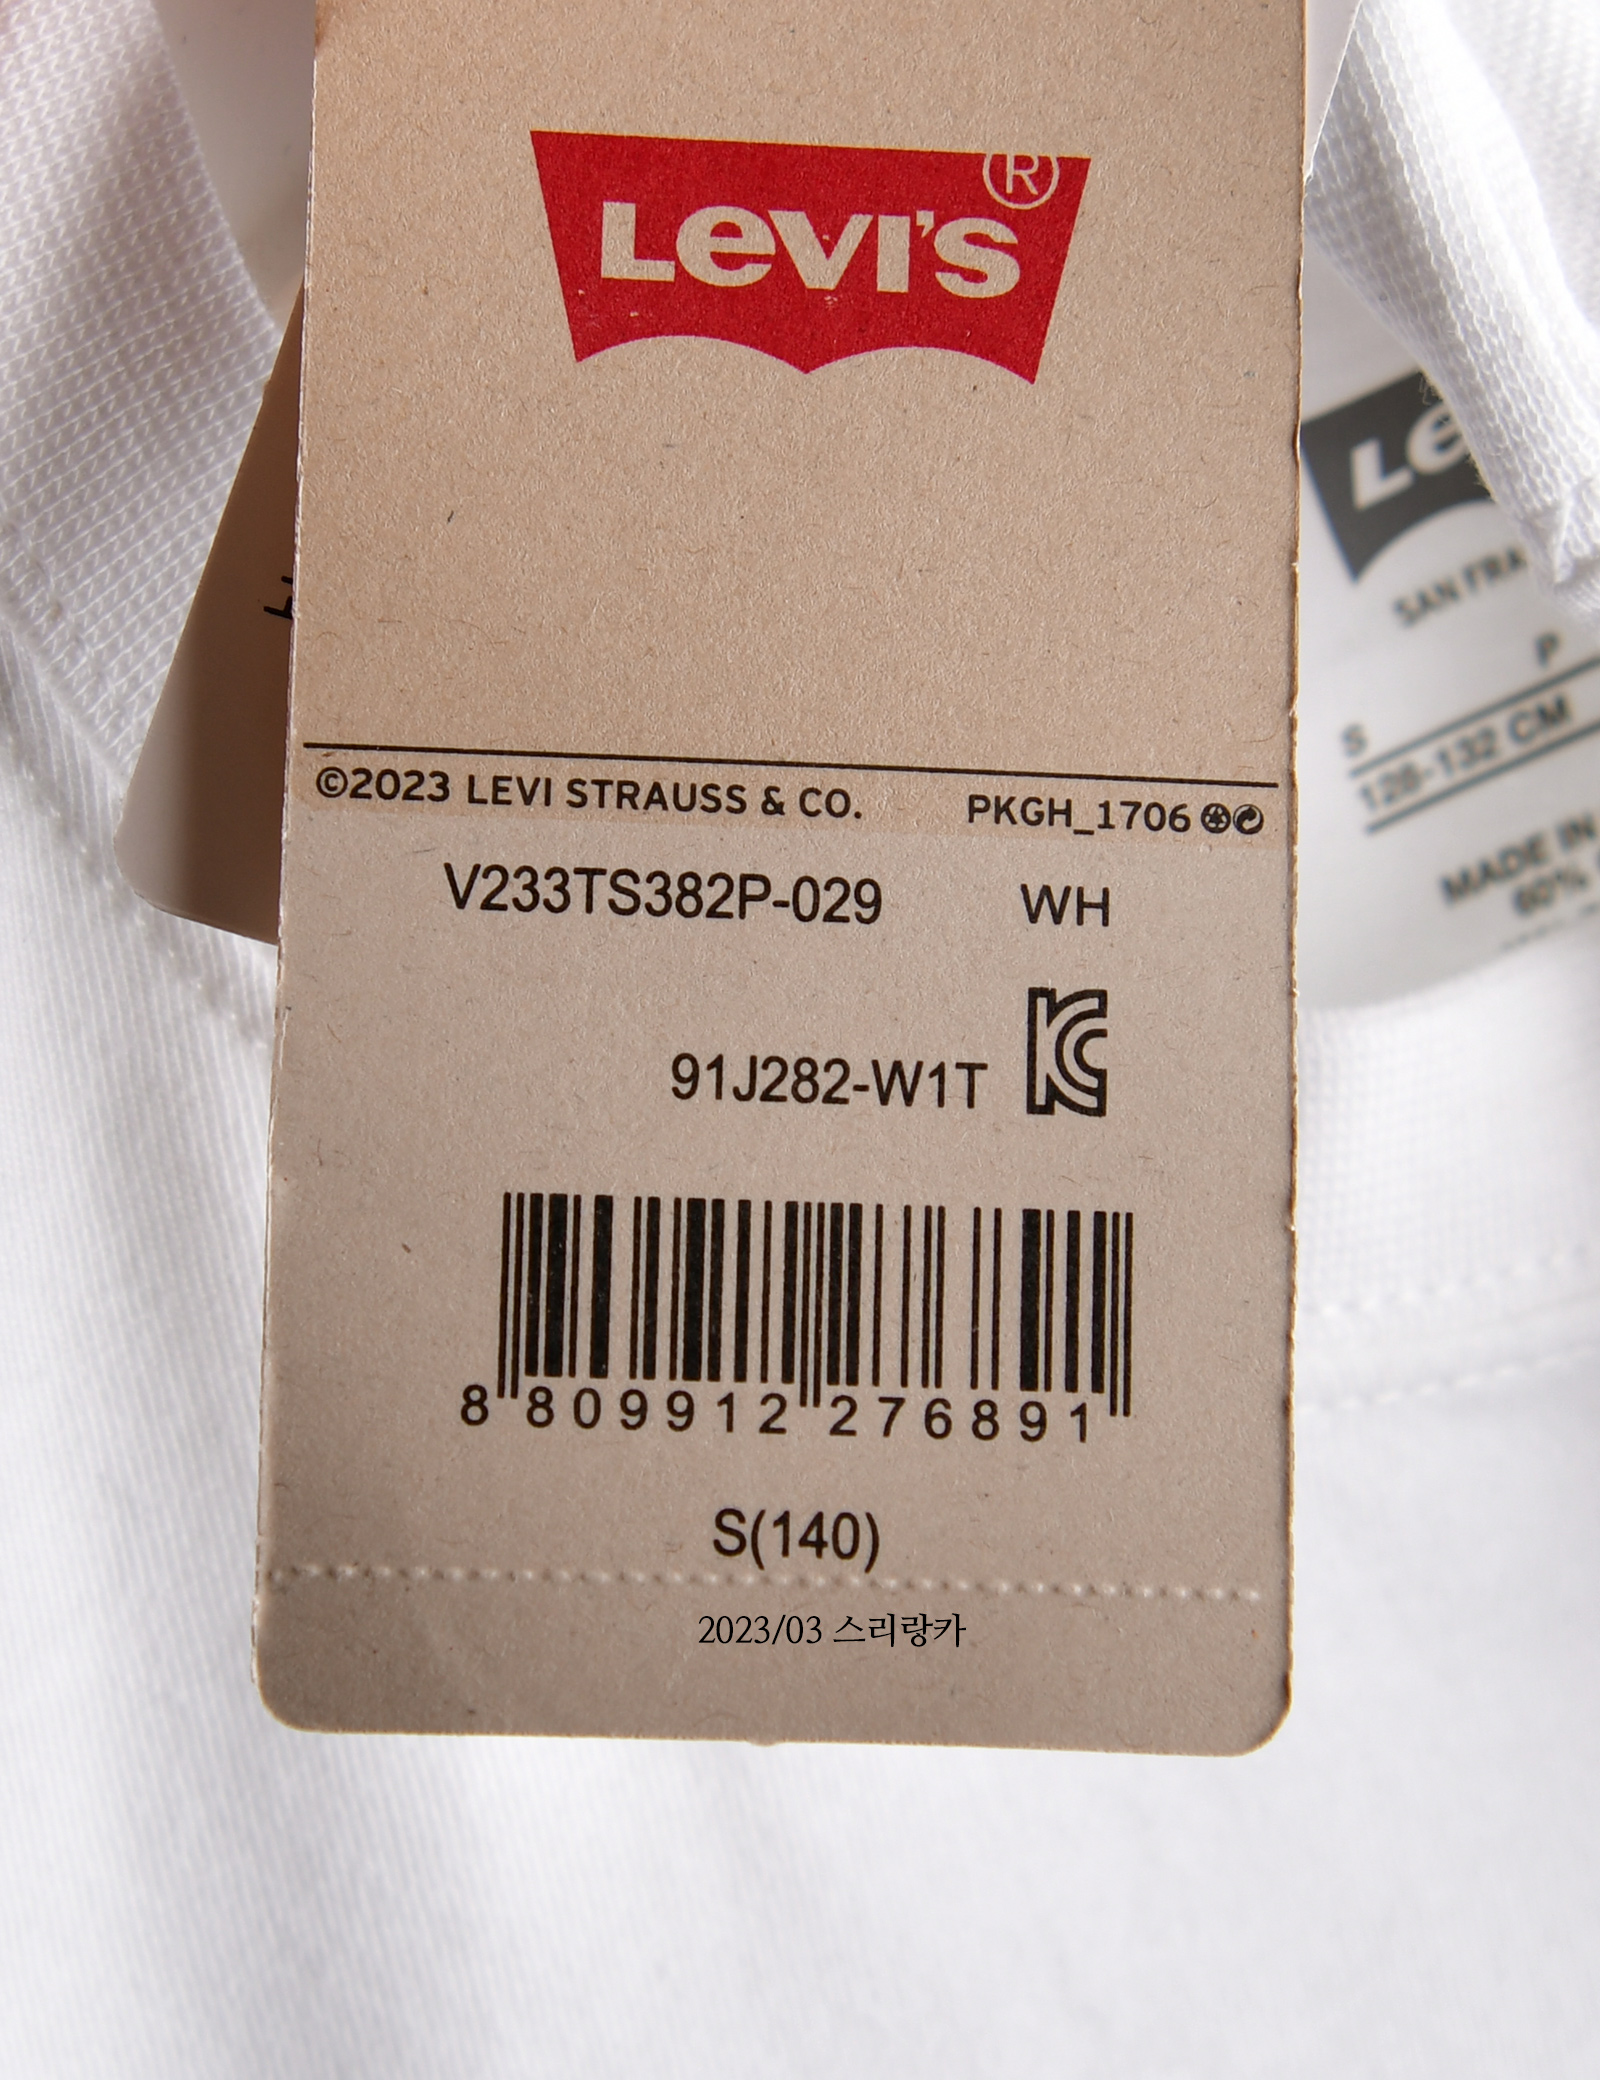 LEVI'S ®
©2023 LEVI STRAUSS & CO. PKGH_1706
V233TS382P-029 WH
91J282-W1T
8 809912 276891
S(140)
2023/03 스리랑카
SAN FRA
P
S
126-132 CM
MADE IN
60%